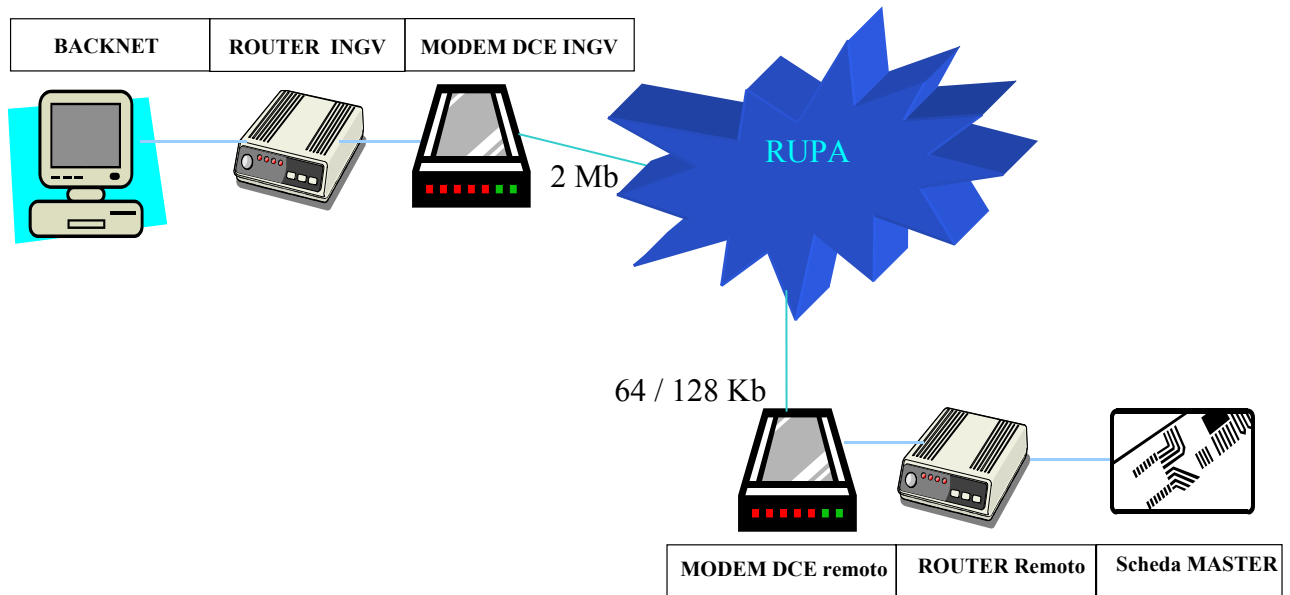 BACKNET
ROUTER INGV
MODEM DCE INGV
RUPA
2 Mb
64 / 128 Kb
MODEM DCE remoto
ROUTER Remoto
Scheda MASTER